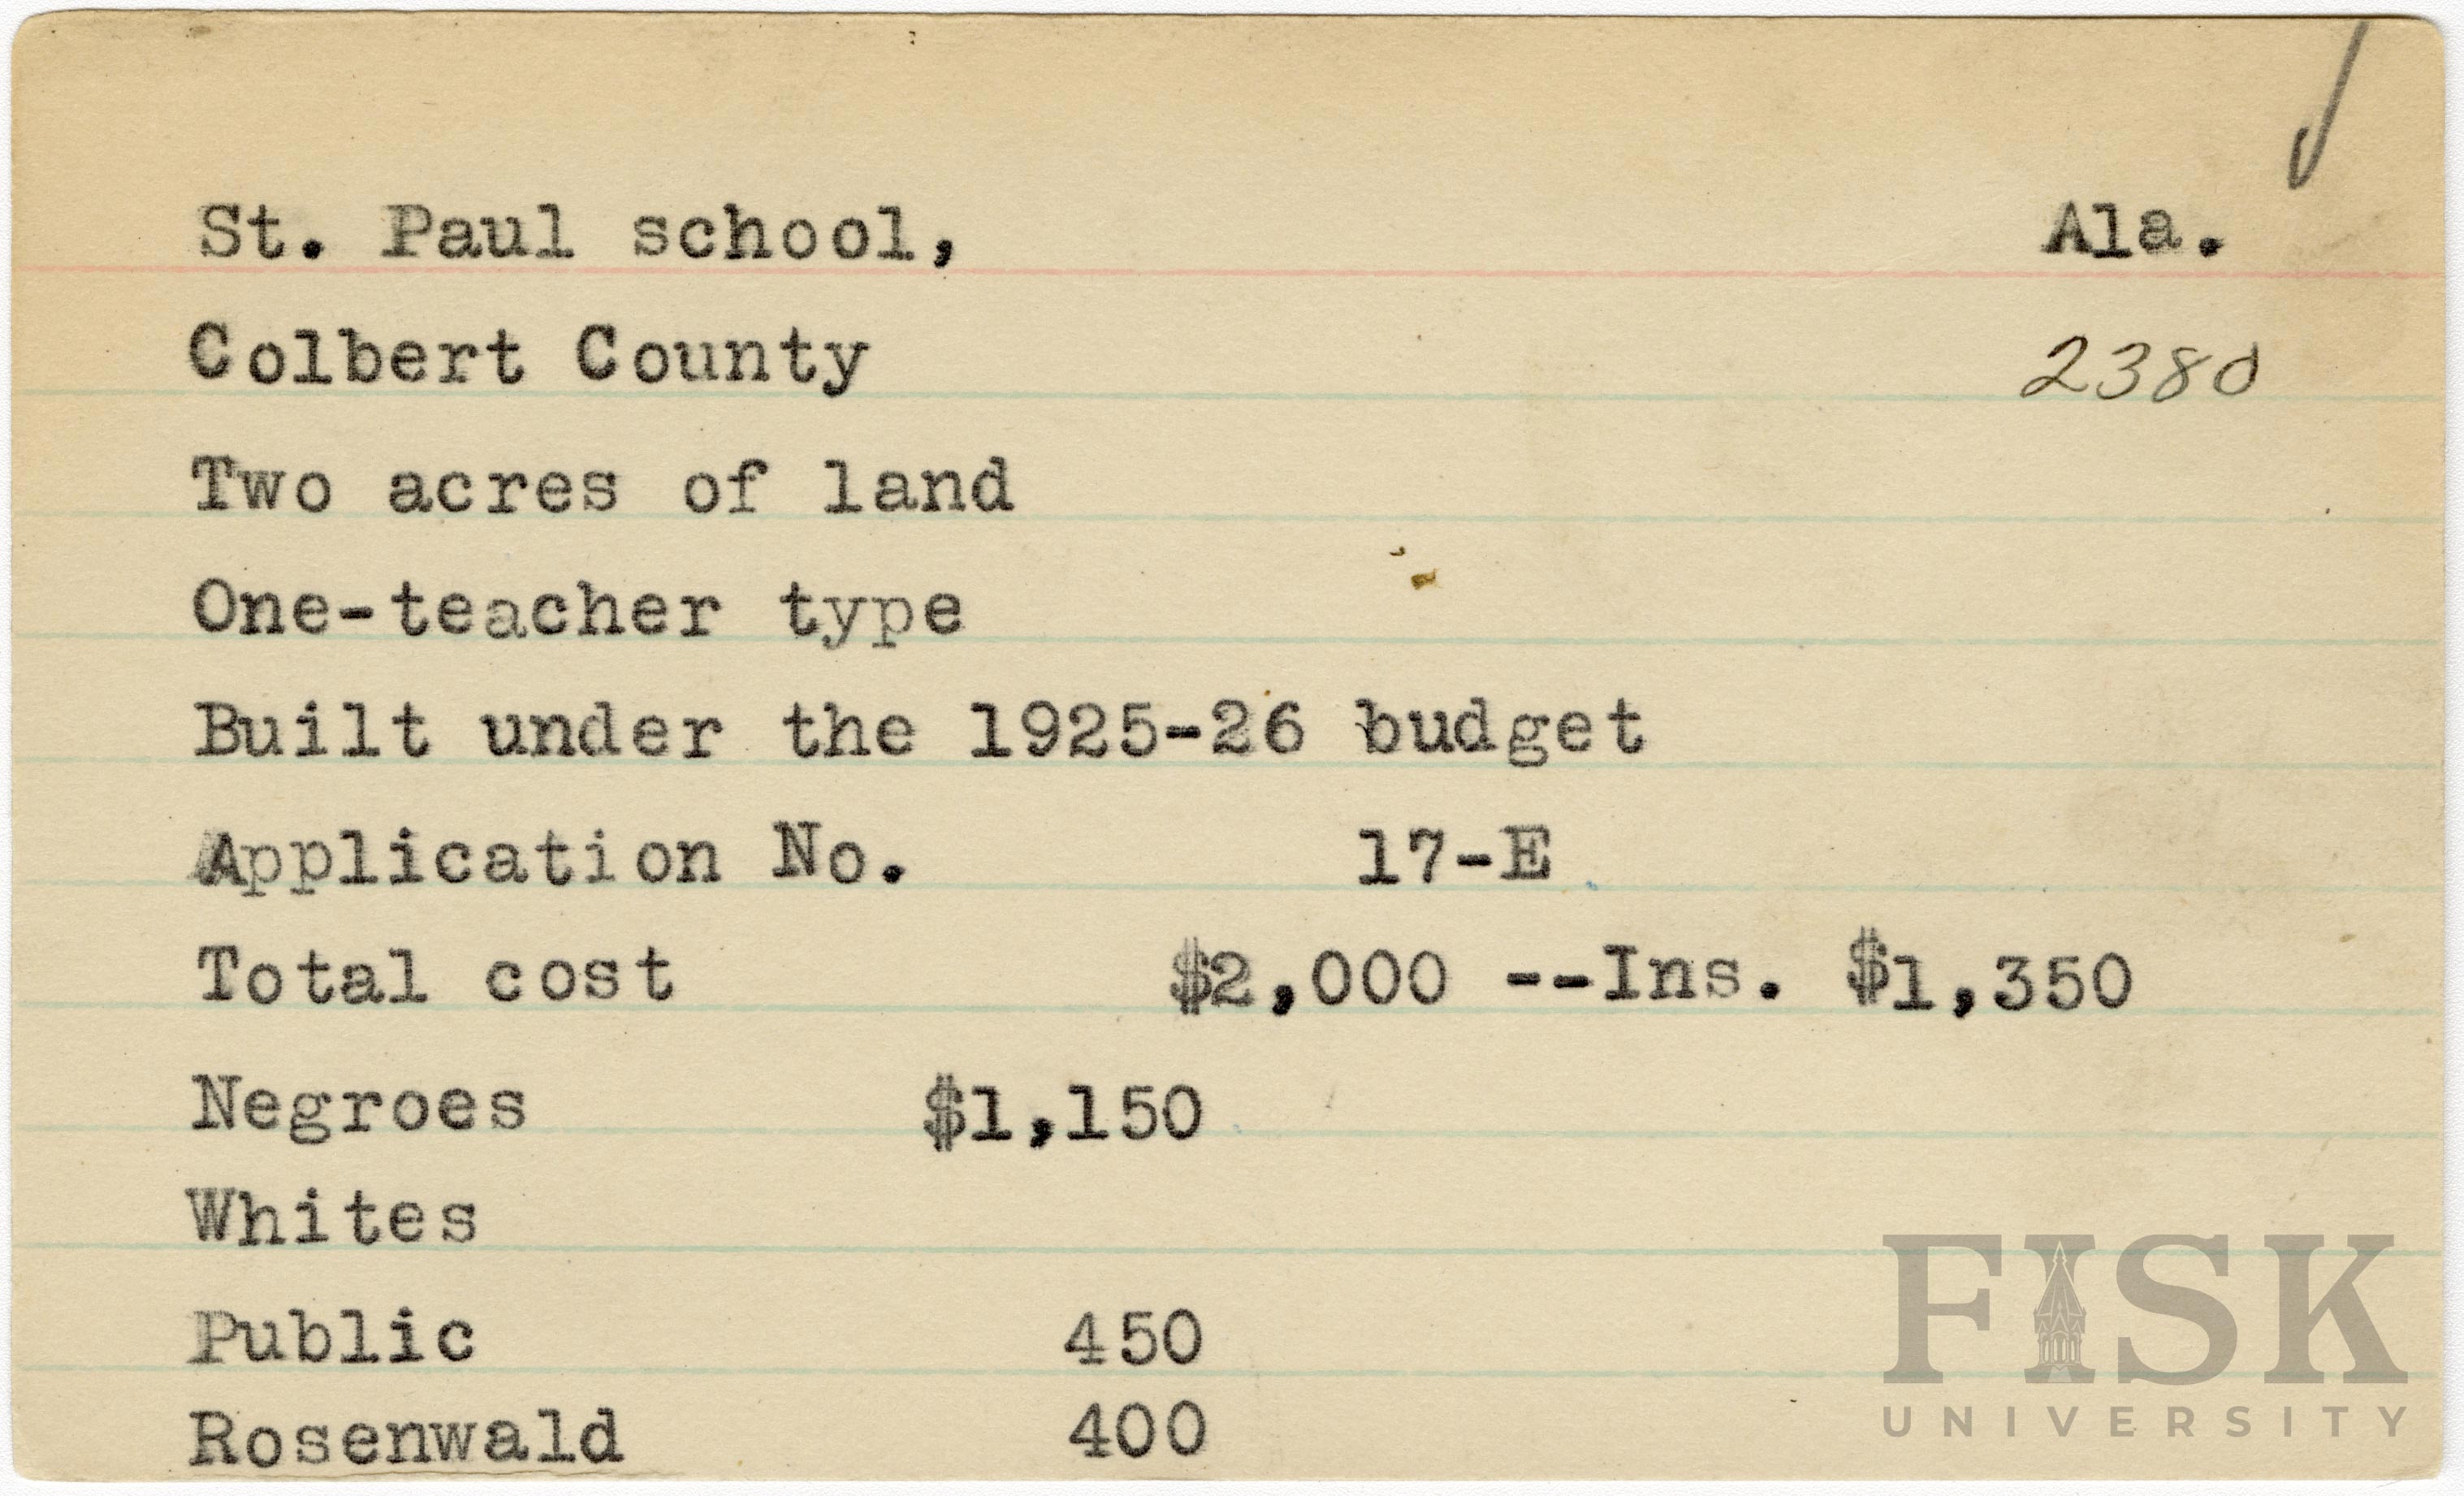 St. Paul school, Ala.
Colbert County 2380
Two acres of land
One-teacher type
Built under the 1925-26 budget
Application No. 17-E
Total cost $2,000 --Ins. $1,350
Negroes $1,150
Whites
Public 450
Rosenwald 400
FISK
UNIVERSITY